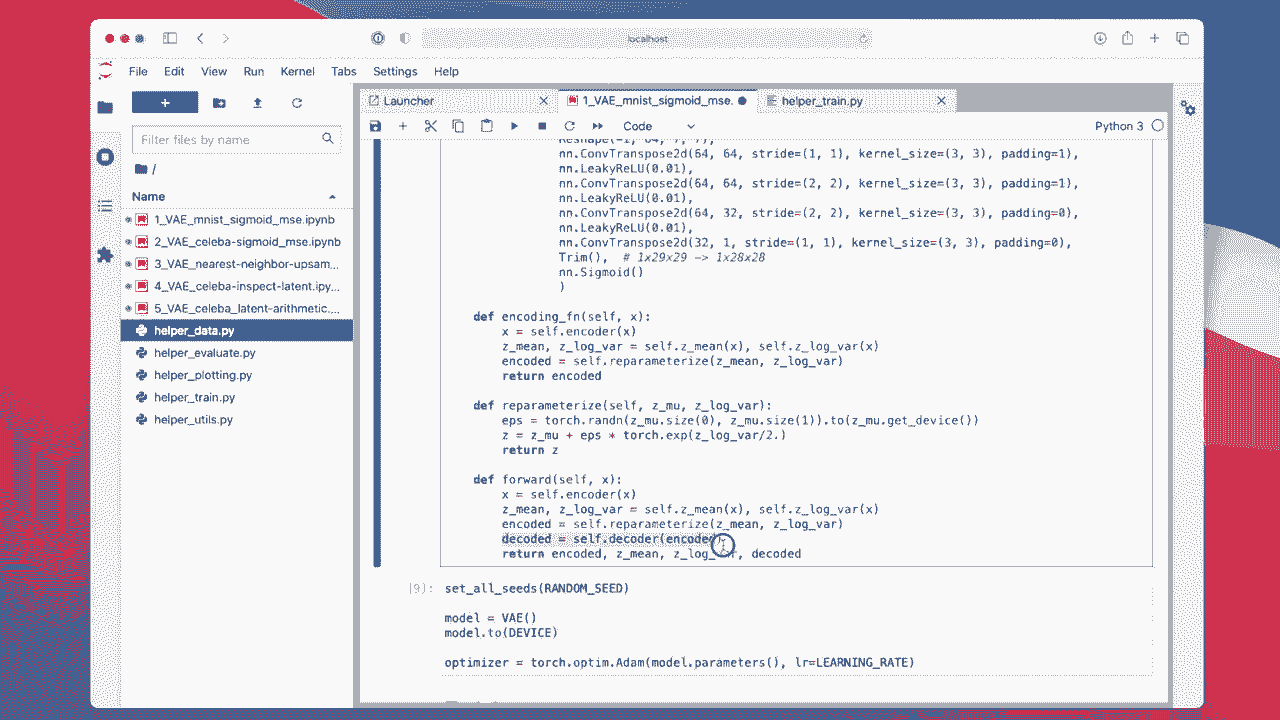 localhost
File Edit View Run Kernel Tabs Settings Help
Launcher
1_VAE_mnist_sigmoid_mse.
helper_train.py
Code
Python 3
Filter files by name
/
Name
1_VAE_mnist_sigmoid_mse.ipynb
2_VAE_celeba-sigmoid_mse.ipynb
3_VAE_nearest-neighbor-upsam...
4_VAE_celeba-inspect-latent.ipy...
5_VAE_celeba_latent-arithmetic....
helper_data.py
helper_evaluate.py
helper_plotting.py
helper_train.py
helper_utils.py
Reshape(-1, 64, 7, 7),
nn.ConvTranspose2d(64, 64, stride=(1, 1), kernel_size=(3, 3), padding=1),
nn.LeakyReLU(0.01),
nn.ConvTranspose2d(64, 64, stride=(2, 2), kernel_size=(3, 3), padding=1),
nn.LeakyReLU(0.01),
nn.ConvTranspose2d(64, 32, stride=(2, 2), kernel_size=(3, 3), padding=0),
nn.LeakyReLU(0.01),
nn.ConvTranspose2d(32, 1, stride=(1, 1), kernel_size=(3, 3), padding=0),
Trim(),  # 1x29x29 -> 1x28x28
nn.Sigmoid()
)
def encoding_fn(self, x):
x = self.encoder(x)
z_mean, z_log_var = self.z_mean(x), self.z_log_var(x)
encoded = self.reparameterize(z_mean, z_log_var)
return encoded
def reparameterize(self, z_mu, z_log_var):
eps = torch.randn(z_mu.size(0), z_mu.size(1)).to(z_mu.get_device())
z = z_mu + eps * torch.exp(z_log_var/2.)
return z
def forward(self, x):
x = self.encoder(x)
z_mean, z_log_var = self.z_mean(x), self.z_log_var(x)
encoded = self.reparameterize(z_mean, z_log_var)
decoded = self.decoder(encoded)
return encoded, z_mean, z_log_var, decoded
[9]: set_all_seeds(RANDOM_SEED)
model = VAE()
model.to(DEVICE)
optimizer = torch.optim.Adam(model.parameters(), lr=LEARNING_RATE)